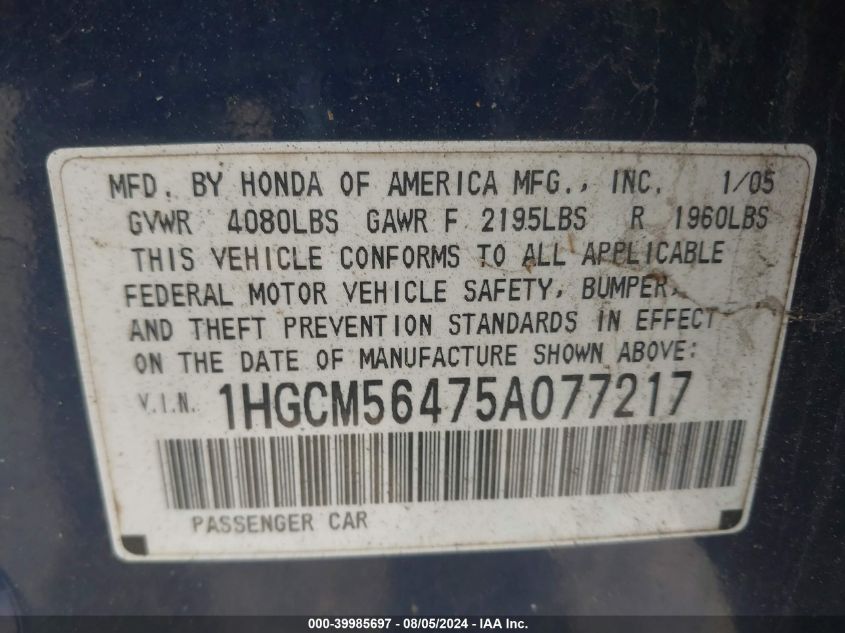 MFD. BY HONDA OF AMERICA MFG., INC. 1/05
GVWR 4080LBS GAWR F 2195LBS R 1960LBS
THIS VEHICLE CONFORMS TO ALL APPLICABLE
FEDERAL MOTOR VEHICLE SAFETY, BUMPER,
AND THEFT PREVENTION STANDARDS IN EFFECT
ON THE DATE OF MANUFACTURE SHOWN ABOVE:
V.I.N. 1HGCM56475A077217
PASSENGER CAR
000-39985697 - 08/05/2024 - IAA Inc.